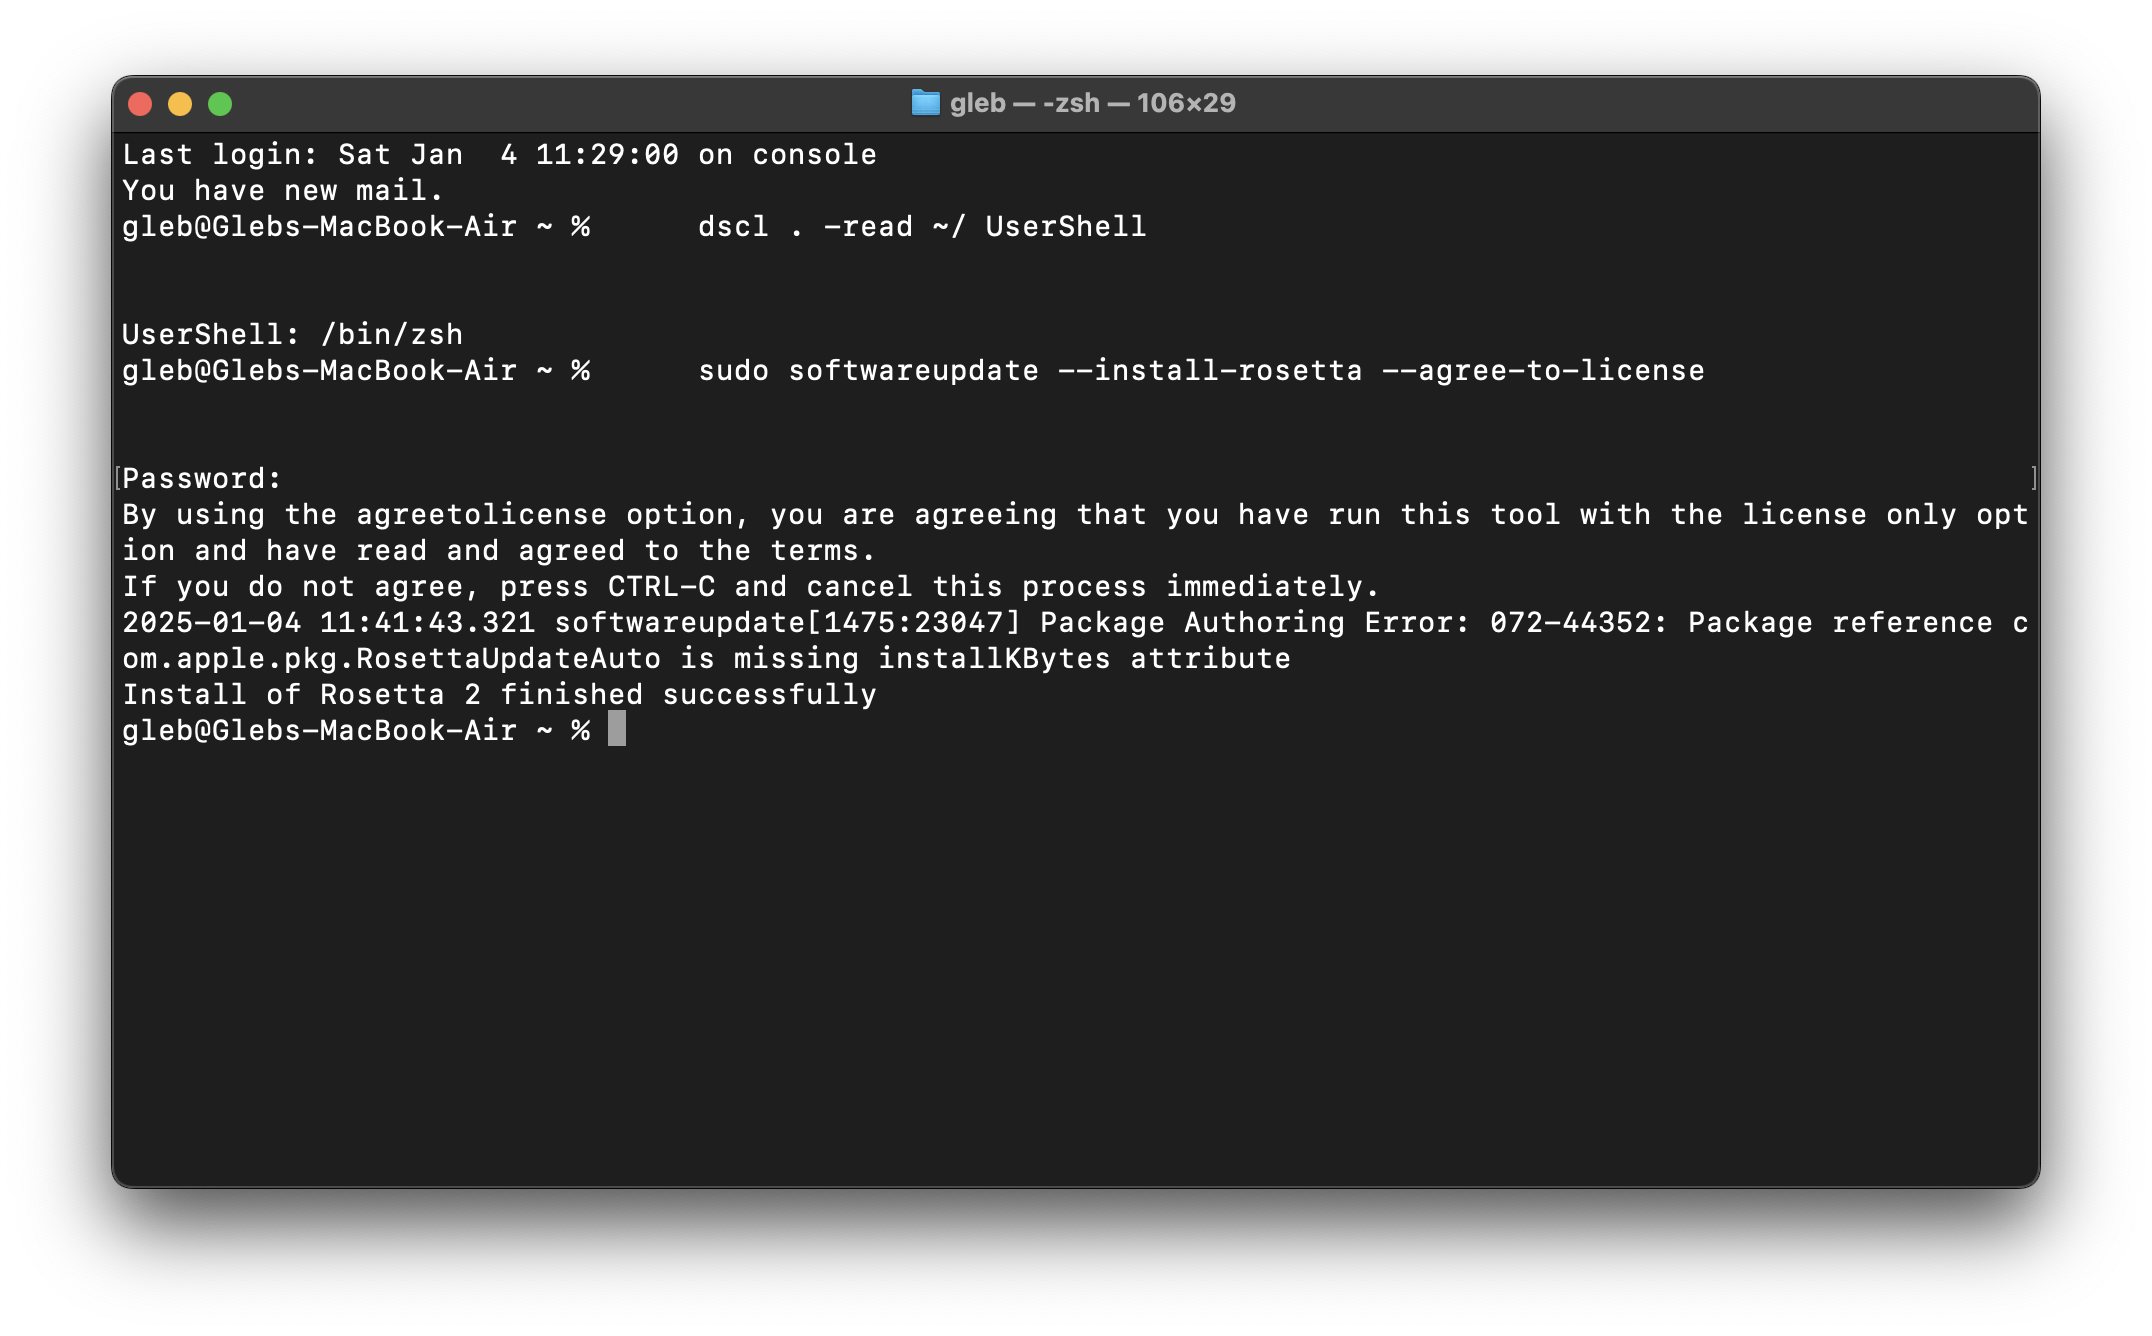 gleb — -zsh — 106×29
Last login: Sat Jan  4 11:29:00 on console
You have new mail.
gleb@Glebs-MacBook-Air ~ %      dscl . -read ~/ UserShell
UserShell: /bin/zsh
gleb@Glebs-MacBook-Air ~ %      sudo softwareupdate --install-rosetta --agree-to-license
[Password:]
By using the agreetolicense option, you are agreeing that you have run this tool with the license only opt
ion and have read and agreed to the terms.
If you do not agree, press CTRL-C and cancel this process immediately.
2025-01-04 11:41:43.321 softwareupdate[1475:23047] Package Authoring Error: 072-44352: Package reference c
om.apple.pkg.RosettaUpdateAuto is missing installKBytes attribute
Install of Rosetta 2 finished successfully
gleb@Glebs-MacBook-Air ~ %